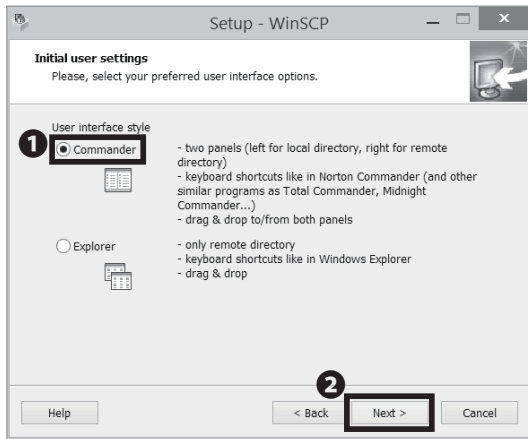 Setup - WinSCP
Initial user settings
Please, select your preferred user interface options.
User interface style
1
Commander
- two panels (left for local directory, right for remote
directory)
- keyboard shortcuts like in Norton Commander (and other
similar programs as Total Commander, Midnight
Commander...)
- drag & drop to/from both panels
Explorer
- only remote directory
- keyboard shortcuts like in Windows Explorer
- drag & drop
2
Help
< Back
Next >
Cancel